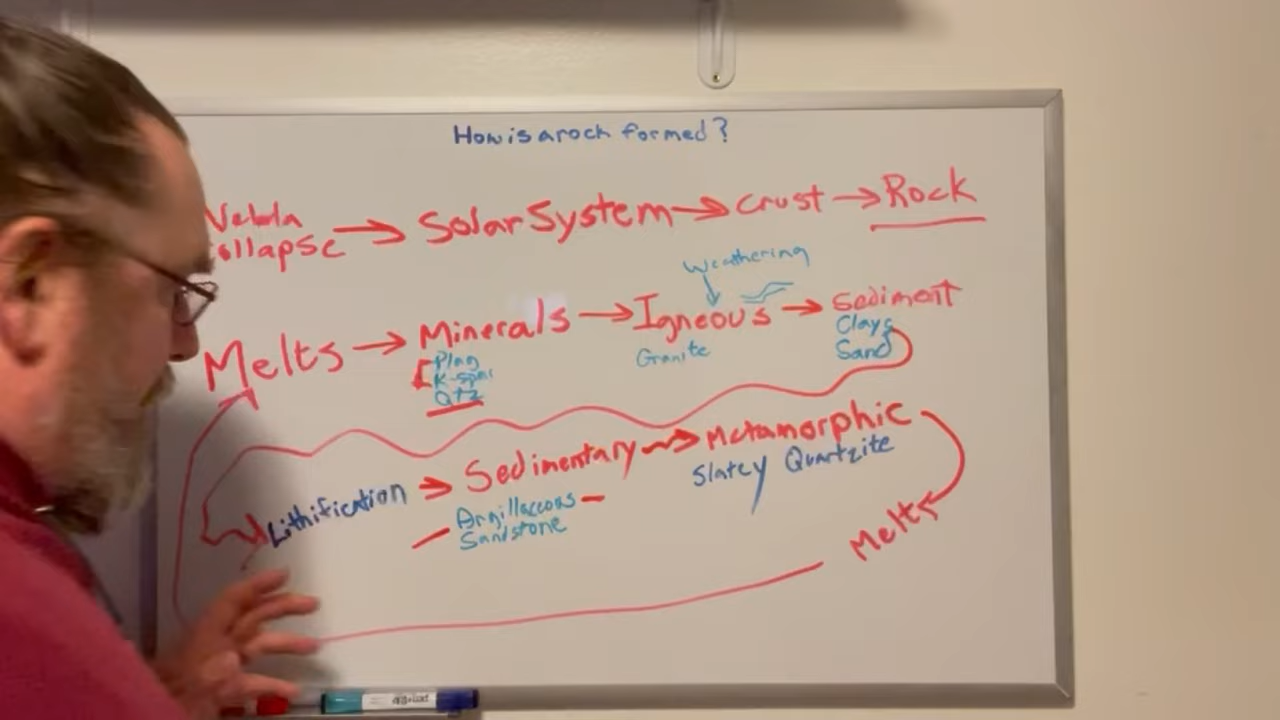 How is a rock formed?
Nebula → Solar System → Crust → Rock
Collapse
Weathering
Melts → Minerals → Igneous → Sediment
Plag
K-spar
Qtz
Granite
Clays
Sand
Lithification → Sedimentary → Metamorphic
Argillaceous
Sandstone
Slatey Quartzite
Melt